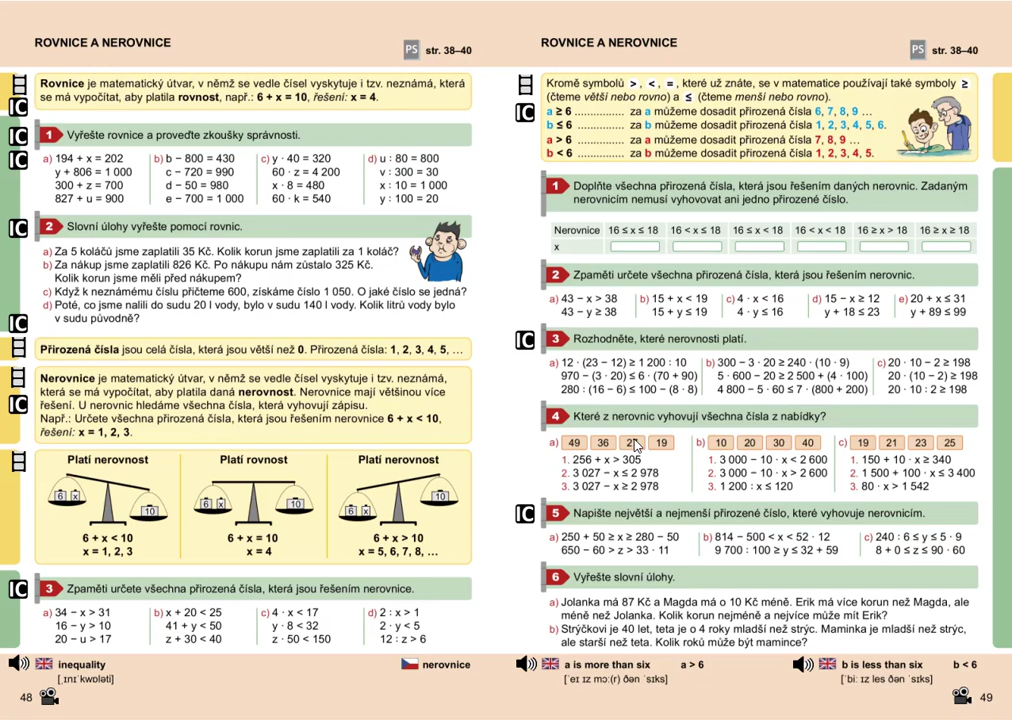 ROVNICE A NEROVNICE
PS str. 38–40
Rovnice je matematický útvar, v němž se vedle čísel vyskytuje i tzv. neznámá, která
se má vypočítat, aby platila rovnost, např.: 6 + x = 10, řešení: x = 4.
1 Vyřešte rovnice a proveďte zkoušky správnosti.
a) 194 + x = 202 b) b − 800 = 430 c) y · 40 = 320 d) u : 80 = 800
y + 806 = 1 000 c − 720 = 990 60 · z = 4 200 v : 300 = 30
300 + z = 700 d − 50 = 980 x · 8 = 480 x : 10 = 1 000
827 + u = 900 e − 700 = 1 000 60 · k = 540 y : 100 = 20
2 Slovní úlohy vyřešte pomocí rovnic.
a) Za 5 koláčů jsme zaplatili 35 Kč. Kolik korun jsme zaplatili za 1 koláč?
b) Za nákup jsme zaplatili 826 Kč. Po nákupu nám zůstalo 325 Kč.
Kolik korun jsme měli před nákupem?
c) Když k neznámému číslu přičteme 600, získáme číslo 1 050. O jaké číslo se jedná?
d) Poté, co jsme nalili do sudu 20 l vody, bylo v sudu 140 l vody. Kolik litrů vody bylo
v sudu původně?
Přirozená čísla jsou celá čísla, která jsou větší než 0. Přirozená čísla: 1, 2, 3, 4, 5, …
Nerovnice je matematický útvar, v němž se vedle čísel vyskytuje i tzv. neznámá,
která se má vypočítat, aby platila daná nerovnost. Nerovnice mají většinou více
řešení. U nerovnic hledáme všechna čísla, která vyhovují zápisu.
Např.: Určete všechna přirozená čísla, která jsou řešením nerovnice 6 + x < 10,
řešení: x = 1, 2, 3.
Platí nerovnost Platí rovnost Platí nerovnost
6 x 10 6 x 10 6 x 10
6 + x < 10 6 + x = 10 6 + x > 10
x = 1, 2, 3 x = 4 x = 5, 6, 7, 8, …
3 Zpaměti určete všechna přirozená čísla, která jsou řešením nerovnice.
a) 34 − x > 31 b) x + 20 < 25 c) 4 · x < 17 d) 2 : x > 1
16 − y > 10 41 + y < 50 y · 8 < 32 2 · y < 5
20 − u > 17 z + 30 < 40 z · 50 < 150 12 : z > 6
inequality nerovnice
[ˌɪnɪˈkwɒləti]
48
ROVNICE A NEROVNICE
PS str. 38–40
Kromě symbolů >, <, =, které už znáte, se v matematice používají také symboly ≥
(čteme větší nebo rovno) a ≤ (čteme menší nebo rovno).
a ≥ 6 ............... za a můžeme dosadit přirozená čísla 6, 7, 8, 9 …
b ≤ 6 ............... za b můžeme dosadit přirozená čísla 1, 2, 3, 4, 5, 6.
a > 6 ............... za a můžeme dosadit přirozená čísla 7, 8, 9 …
b < 6 ............... za b můžeme dosadit přirozená čísla 1, 2, 3, 4, 5.
1 Doplňte všechna přirozená čísla, která jsou řešením daných nerovnic. Zadaným
nerovnicím nemusí vyhovovat ani jedno přirozené číslo.
Nerovnice 16 ≤ x ≤ 18 16 < x ≤ 18 16 ≤ x < 18 16 < x < 18 16 ≥ x > 18 16 ≥ x ≥ 18
x
2 Zpaměti určete všechna přirozená čísla, která jsou řešením nerovnic.
a) 43 − x > 38 b) 15 + x < 19 c) 4 · x < 16 d) 15 − x ≥ 12 e) 20 + x ≤ 31
43 − y ≥ 38 15 + y ≤ 19 4 · y ≤ 16 y + 18 ≤ 23 y + 89 ≤ 99
3 Rozhodněte, které nerovnosti platí.
a) 12 · (23 − 12) ≥ 1 200 : 10 b) 300 − 3 · 20 ≥ 240 · (10 · 9) c) 20 · 10 − 2 ≥ 198
970 − (3 · 20) ≤ 6 · (70 + 90) 5 · 600 − 20 ≥ 2 500 + (4 · 100) 20 · (10 − 2) ≥ 198
280 : (16 − 6) ≤ 100 − (8 · 8) 4 800 − 5 · 60 ≤ 7 · (800 + 200) 20 · 10 : 2 ≥ 198
4 Které z nerovnic vyhovují všechna čísla z nabídky?
a) 49 36 19 b) 10 20 30 40 c) 19 21 23 25
1. 256 + x > 305 1. 3 000 − 10 · x < 2 600 1. 150 + 10 · x ≥ 340
2. 3 027 − x ≤ 2 978 2. 3 000 − 10 · x > 2 600 2. 1 500 + 100 · x ≤ 3 400
3. 3 027 − x ≥ 2 978 3. 1 200 : x ≤ 120 3. 80 · x > 1 542
5 Napište největší a nejmenší přirozené číslo, které vyhovuje nerovnicím.
a) 250 + 50 ≥ x ≥ 280 − 50 b) 814 − 500 < x < 52 · 12 c) 240 : 6 ≤ y ≤ 5 · 9
650 − 60 > z > 33 · 11 9 700 : 100 ≥ y ≤ 32 + 59 8 + 0 ≤ z ≤ 90 · 60
6 Vyřešte slovní úlohy.
a) Jolanka má 87 Kč a Magda má o 10 Kč méně. Erik má více korun než Magda, ale
méně než Jolanka. Kolik korun nejméně a nejvíce může mít Erik?
b) Strýčkovi je 40 let, teta je o 4 roky mladší než strýc. Maminka je mladší než strýc,
ale starší než teta. Kolik roků může být mamince?
a is more than six a > 6 b is less than six b < 6
[ˈeɪ ɪz mɔː(r) ðən ˈsɪks] [ˈbiː ɪz les ðən ˈsɪks]
49